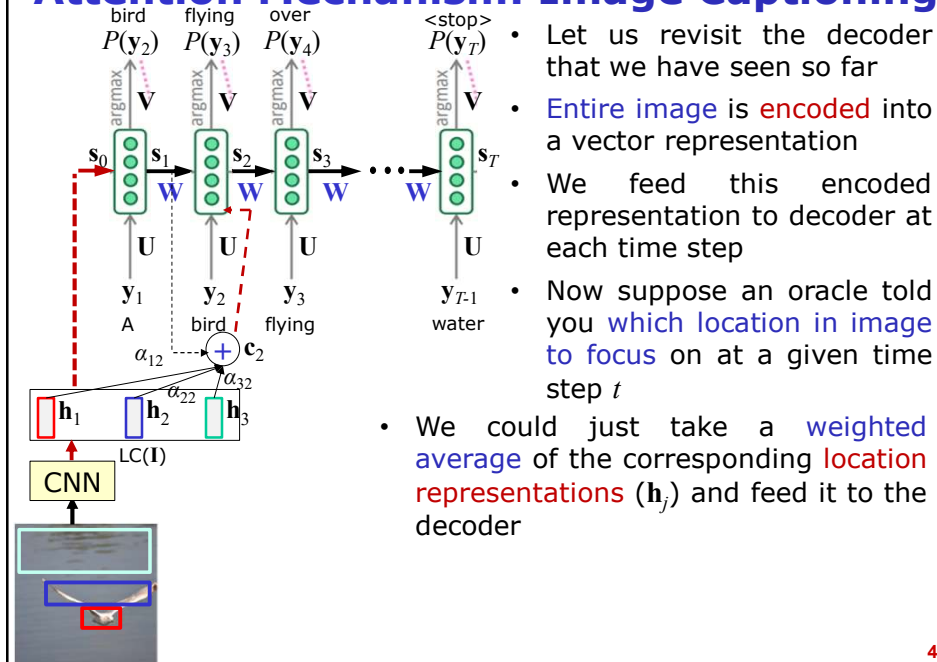 Attention Mechanism: Image Captioning
bird flying over <stop>
P(y2) P(y3) P(y4) P(yT)
argmax V argmax V argmax V argmax V
s0 s1 s2 s3 sT
W W W W
U U U U
y1 y2 y3 yT-1
A bird flying water
α12 + c2
α22 α32
h1 h2 h3
LC(I)
CNN
• Let us revisit the decoder
that we have seen so far
• Entire image is encoded into
a vector representation
• We feed this encoded
representation to decoder at
each time step
• Now suppose an oracle told
you which location in image
to focus on at a given time
step t
• We could just take a weighted
average of the corresponding location
representations (hj) and feed it to the
decoder
4